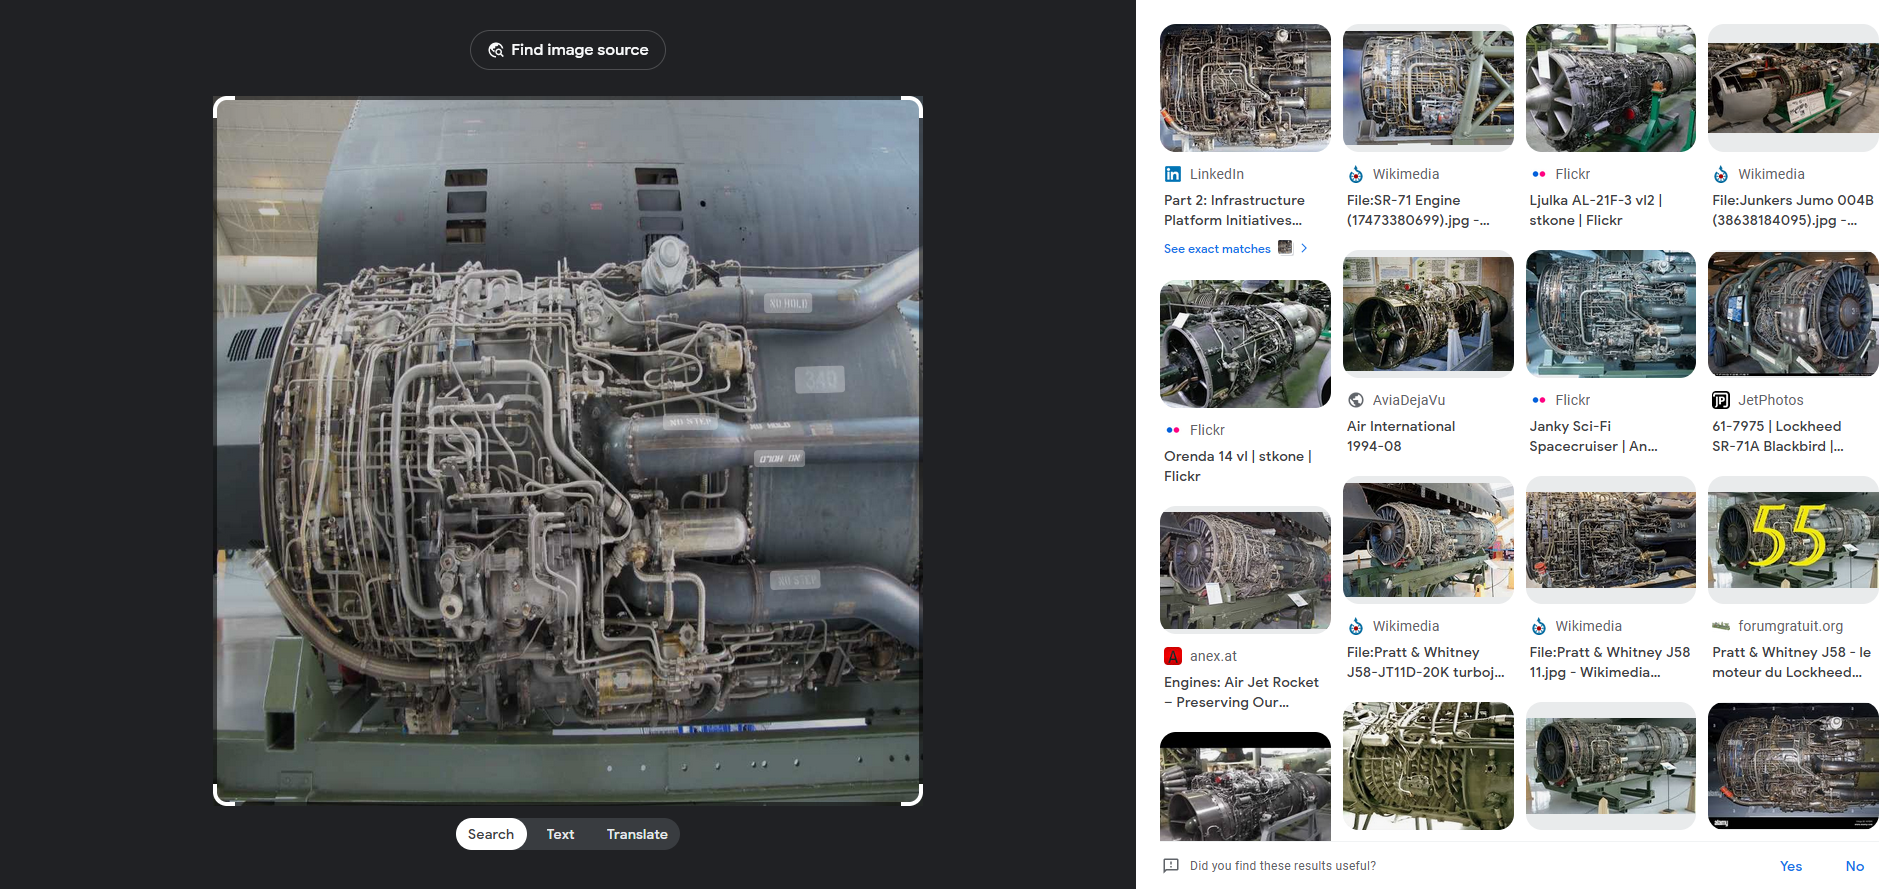 Find image source
NO HOLD
340
NO STEP
NO HOLD
NO HOLD
NO STEP
Search
Text
Translate
LinkedIn
Part 2: Infrastructure
Platform Initiatives...
See exact matches
Wikimedia
File:SR-71 Engine
(17473380699).jpg -...
Flickr
Ljulka AL-21F-3 vl2 |
stkone | Flickr
Wikimedia
File:Junkers Jumo 004B
(38638184095).jpg -...
Flickr
Orenda 14 vl | stkone |
Flickr
AviaDejaVu
Air International
1994-08
Flickr
Janky Sci-Fi
Spacecruiser | An...
JetPhotos
61-7975 | Lockheed
SR-71A Blackbird |...
anex.at
Engines: Air Jet Rocket
– Preserving Our...
Wikimedia
File:Pratt & Whitney
J58-JT11D-20K turboj...
Wikimedia
File:Pratt & Whitney J58
11.jpg - Wikimedia...
55
forumgratuit.org
Pratt & Whitney J58 - le
moteur du Lockheed...
alamy
Did you find these results useful?
Yes
No